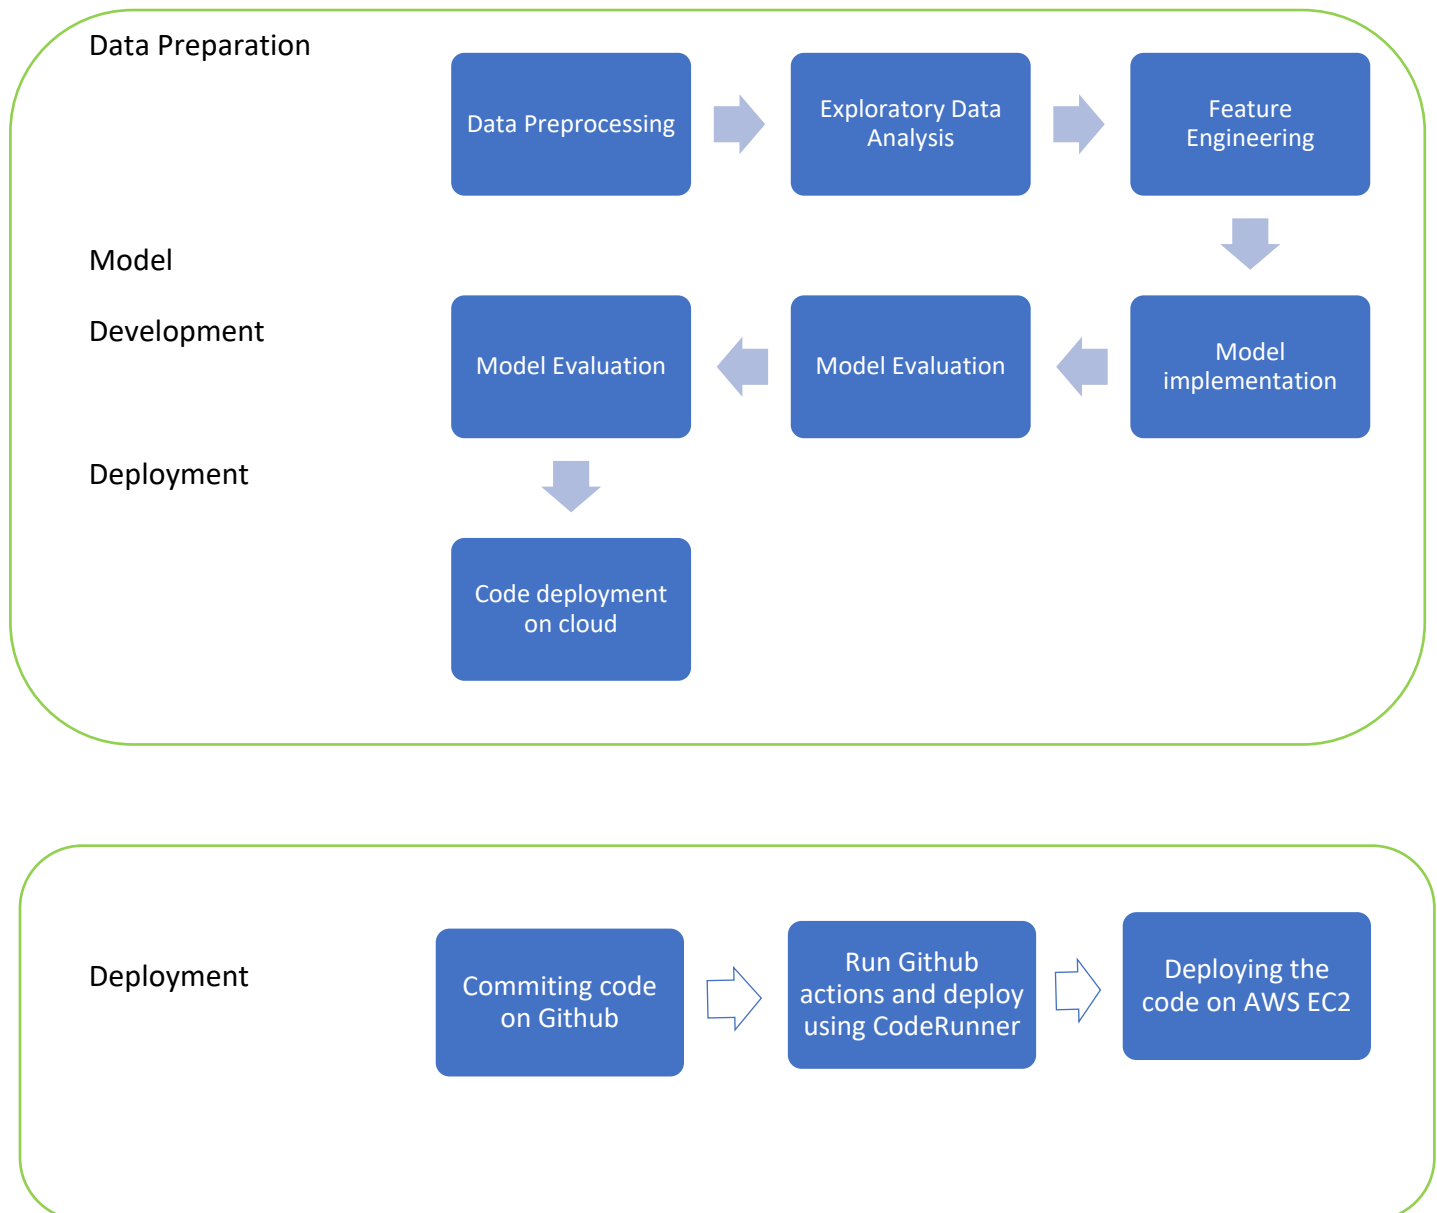 Data Preparation
Data Preprocessing
Exploratory Data
Analysis
Feature
Engineering
Model
Development
Model Evaluation
Model Evaluation
Model
implementation
Deployment
Code deployment
on cloud
Deployment
Commiting code
on Github
Run Github
actions and deploy
using CodeRunner
Deploying the
code on AWS EC2